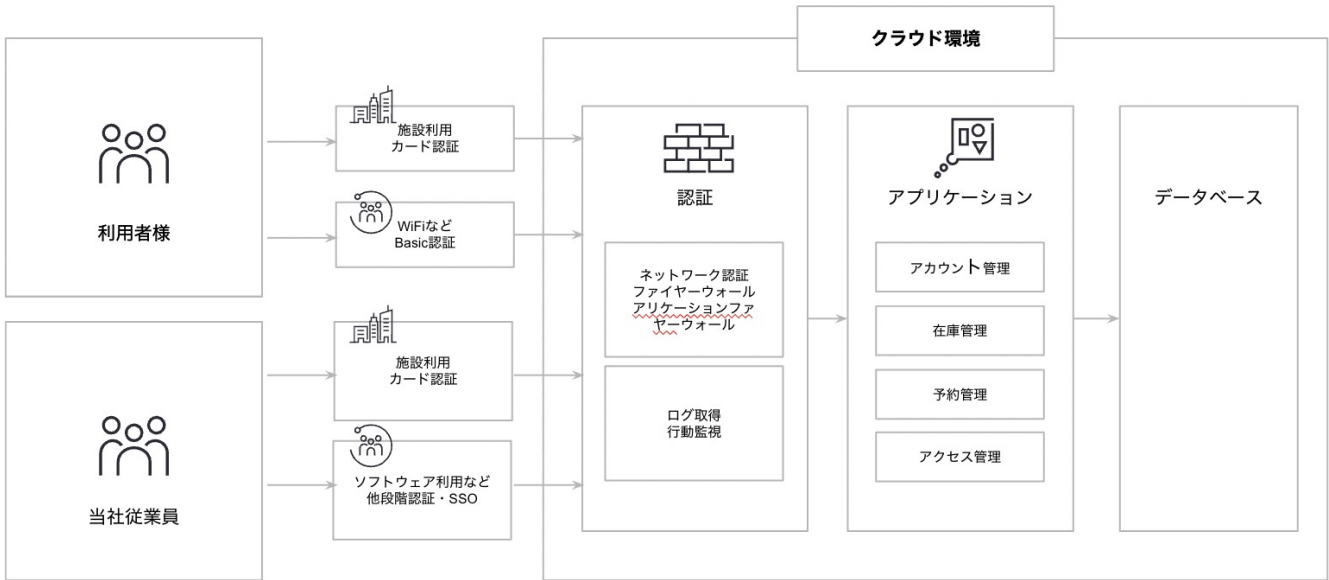 クラウド環境
利用者様
施設利用
カード認証
WiFiなど
Basic認証
当社従業員
施設利用
カード認証
ソフトウェア利用など
他段階認証・SSO
認証
ネットワーク認証
ファイヤーウォール
アリケーションファ
ヤーウォール
ログ取得
行動監視
アプリケーション
アカウント管理
在庫管理
予約管理
アクセス管理
データベース